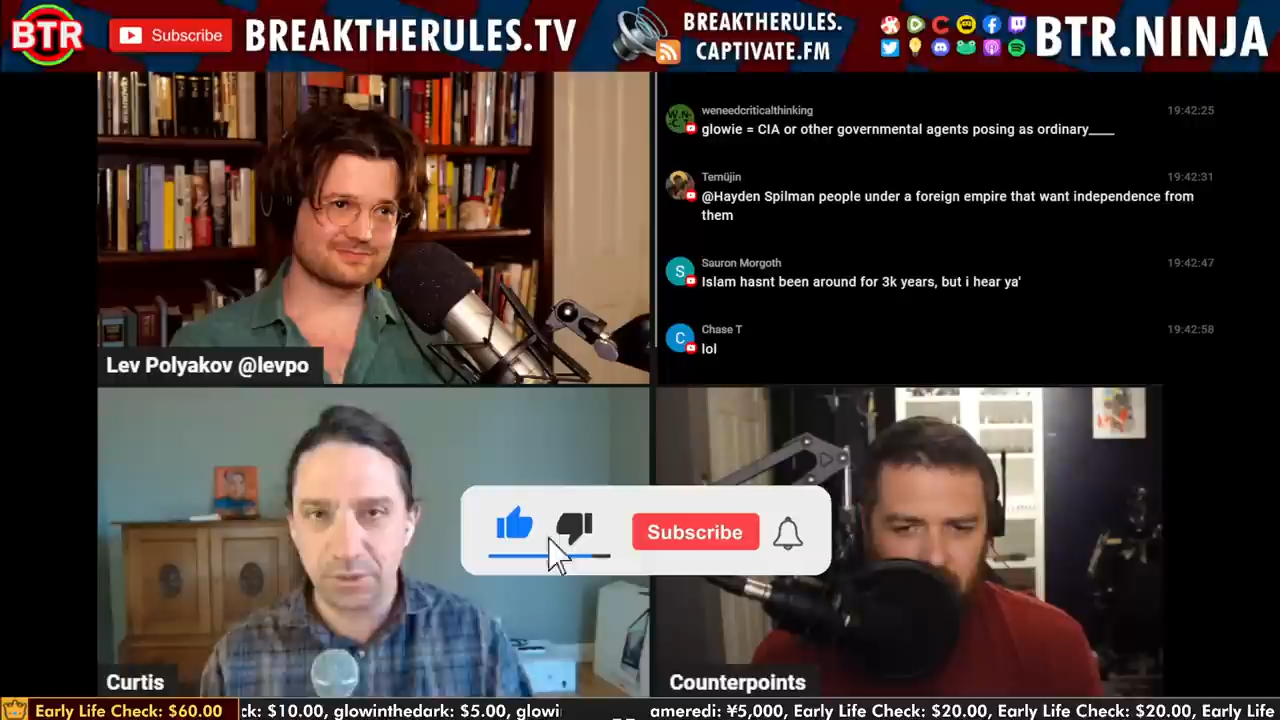 BTR
Subscribe
BREAKTHERULES.TV
BREAKTHERULES.
CAPTIVATE.FM
BTR.NINJA
weneedcriticalthinking
19:42:25
glowie = CIA or other governmental agents posing as ordinary____
Temüjin
19:42:31
@Hayden Spilman people under a foreign empire that want independence from
them
Sauron Morgoth
19:42:47
S
Islam hasnt been around for 3k years, but i hear ya'
Chase T
19:42:58
C
lol
Lev Polyakov @levpo
Subscribe
Curtis
Counterpoints
Early Life Check: $60.00
ck: $10.00, glowinthedark: $5.00, glowi
ameredi: ¥5,000, Early Life Check: $20.00, Early Life Check: $20.00, Early Life